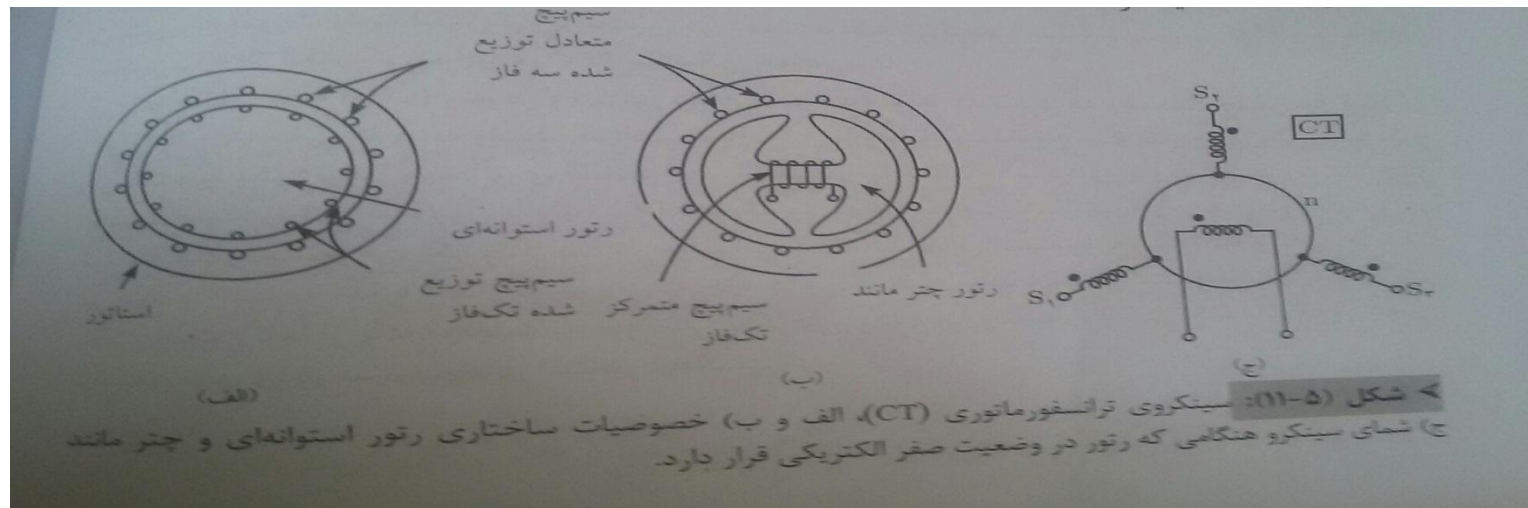 سیم‌پیچ
متعادل توزیع
شده سه فاز
S۲
CT
n
S۱
S۳
رتور استوانه‌ای
سیم‌پیچ توزیع
شده تک‌فاز
استاتور
رتور چتر مانند
سیم‌پیچ متمرکز
تک‌فاز
(الف)
(ب)
(ج)
> شکل (۵-۱۱): سینکروی ترانسفورماتوری (CT)، الف و ب) خصوصیات ساختاری رتور استوانه‌ای و چتر مانند
ج) شمای سینکرو هنگامی که رتور در وضعیت صفر الکتریکی قرار دارد.